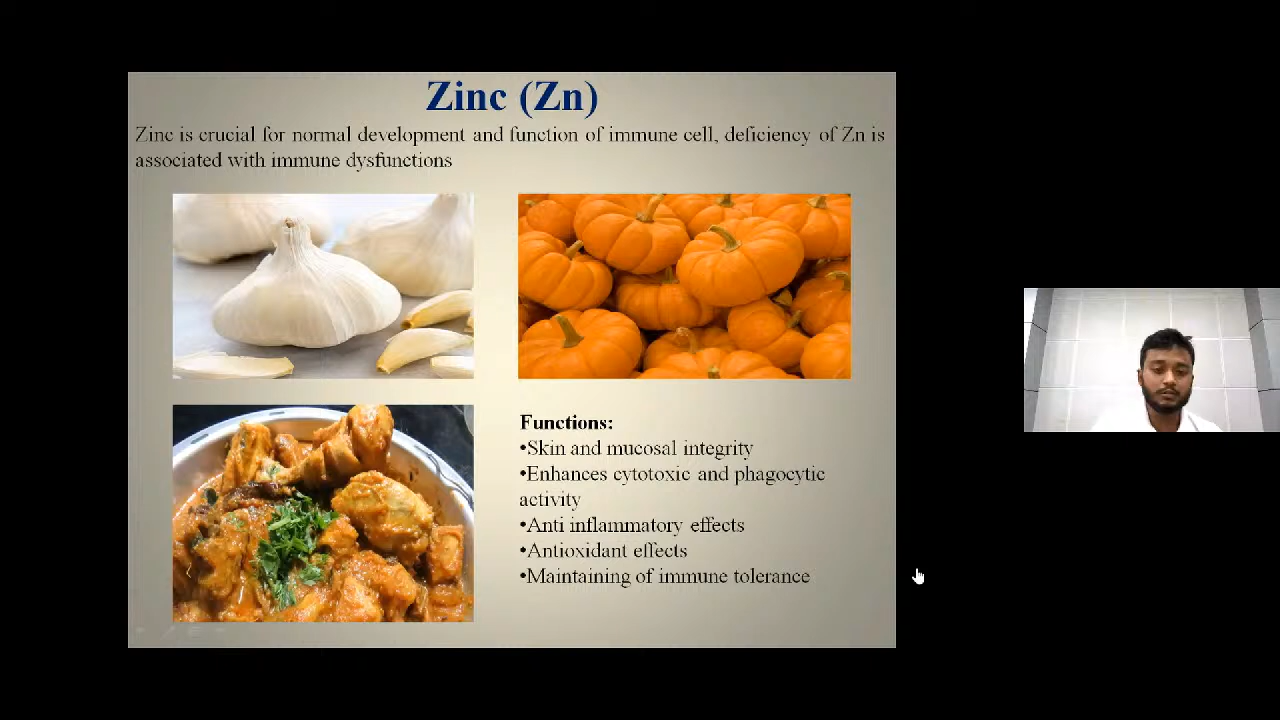 Zinc (Zn)
Zinc is crucial for normal development and function of immune cell, deficiency of Zn is
associated with immune dysfunctions
Functions:
•Skin and mucosal integrity
•Enhances cytotoxic and phagocytic
activity
•Anti inflammatory effects
•Antioxidant effects
•Maintaining of immune tolerance